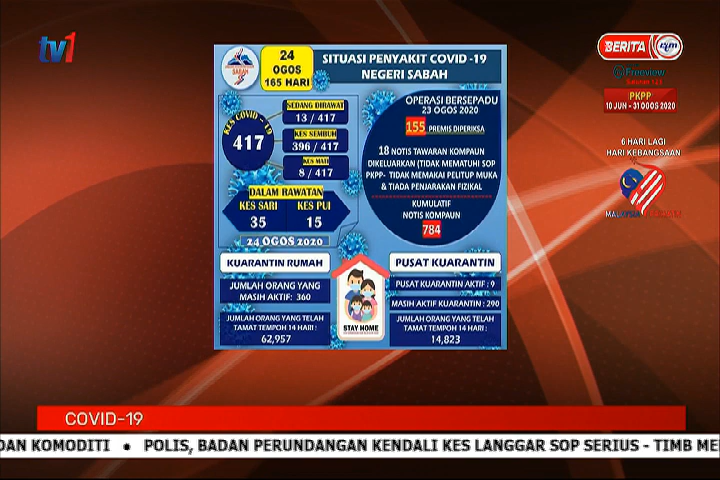 tv1
BERITA rtm
Freeview
Saluran 123
PKPP
10 JUN - 31 OGOS 2020
6 HARI LAGI
HARI KEBANGSAAN
SABAH
24
OGOS
165 HARI
SITUASI PENYAKIT COVID -19
NEGERI SABAH
KES COVID - 19
417
SEDANG DIRAWAT
13 / 417
KES SEMBUH
396 / 417
KES MATI
8 / 417
DALAM RAWATAN
KES SARI KES PUI
35 15
24 OGOS 2020
OPERASI BERSEPADU
23 OGOS 2020
155 PREMIS DIPERIKSA
18 NOTIS TAWARAN KOMPAUN
DIKELUARKAN (TIDAK MEMATUHI SOP
PKPP- TIDAK MEMAKAI PELITUP MUKA
& TIADA PENJARAKAN FIZIKAL
KUMULATIF
NOTIS KOMPAUN
784
KUARANTIN RUMAH
JUMLAH ORANG YANG
MASIH AKTIF: 360
JUMLAH ORANG YANG TELAH
TAMAT TEMPOH 14 HARI :
62,957
STAY HOME
PUSAT KUARANTIN
PUSAT KUARANTIN AKTIF : 9
MASIH AKTIF KUARANTIN : 290
JUMLAH ORANG YANG TELAH
TAMAT TEMPOH 14 HARI :
14,823
COVID-19
DAN KOMODITI • POLIS, BADAN PERUNDANGAN KENDALI KES LANGGAR SOP SERIUS - TIMB ME